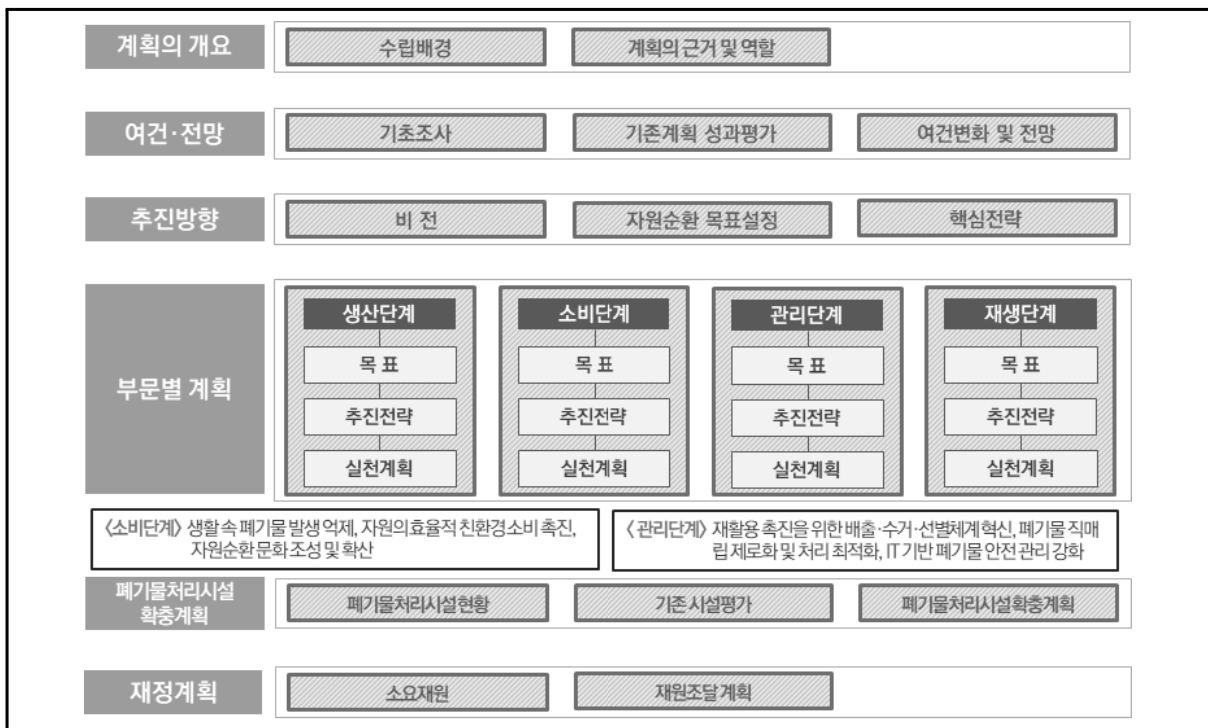 계획의 개요
수립배경
계획의 근거 및 역할
여건·전망
기초조사
기존계획 성과평가
여건변화 및 전망
추진방향
비 전
자원순환 목표설정
핵심전략
부문별 계획
생산단계
목 표
추진전략
실천계획
소비단계
목 표
추진전략
실천계획
관리단계
목 표
추진전략
실천계획
재생단계
목 표
추진전략
실천계획
〈소비단계〉 생활 속 폐기물 발생 억제, 자원의 효율적 친환경 소비 촉진,
자원순환 문화 조성 및 확산
〈관리단계〉 재활용 촉진을 위한 배출·수거·선별체계 혁신, 폐기물 직매
립 제로화 및 처리 최적화, IT 기반 폐기물 안전 관리 강화
폐기물처리시설
확충계획
폐기물처리시설현황
기존 시설평가
폐기물처리시설확충계획
재정계획
소요재원
재원조달 계획